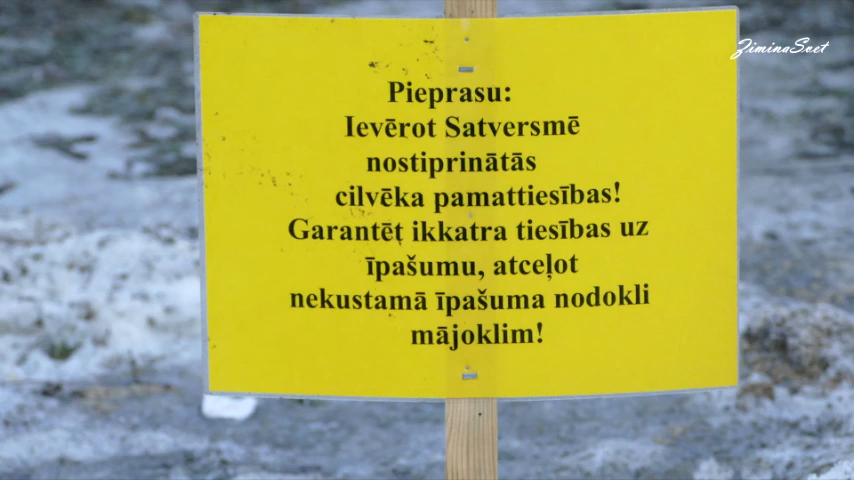 ZiminaSvet
Pieprasu:
Ievērot Satversmē
nostiprinātās
cilvēka pamattiesības!
Garantēt ikkatra tiesības uz
īpašumu, atceļot
nekustamā īpašuma nodokli
mājoklim!